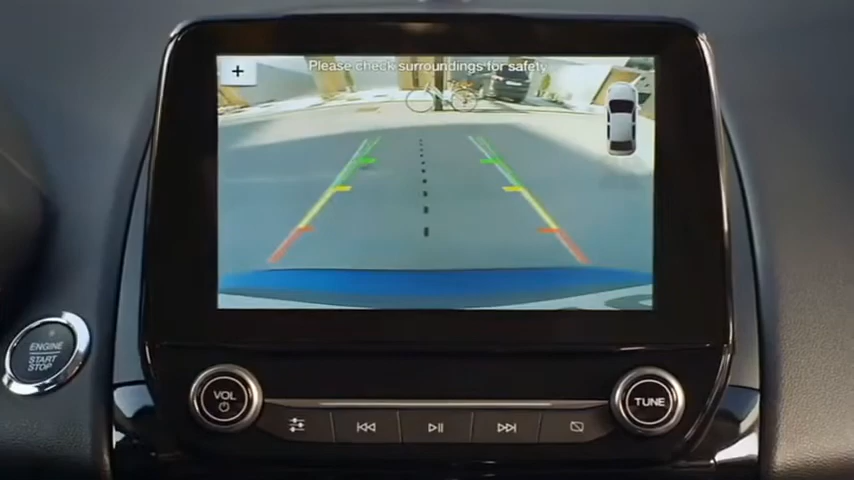 Please check surroundings for safety
ENGINE
START
STOP
VOL
TUNE